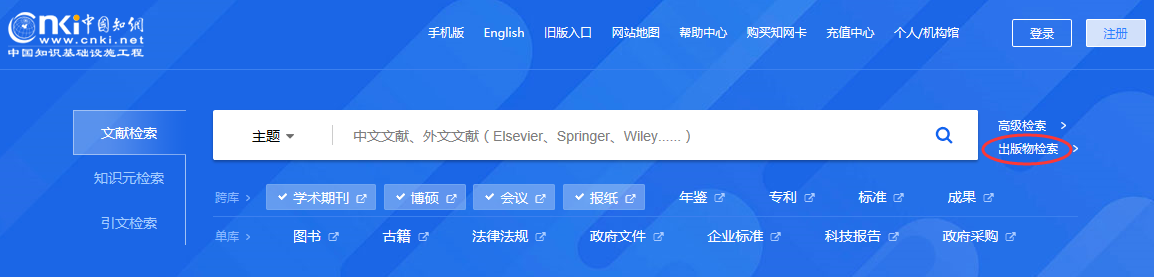 Cnki中国知网
www.cnki.net
中国知识基础设施工程
手机版 English 旧版入口 网站地图 帮助中心 购买知网卡 充值中心 个人/机构馆 登录 注册
文献检索 主题 中文文献、外文文献（Elsevier、Springer、Wiley......） 高级检索 >
出版物检索 >
知识元检索
跨库 > 学术期刊 博硕 会议 报纸 年鉴 专利 标准 成果
引文检索
单库 > 图书 古籍 法律法规 政府文件 企业标准 科技报告 政府采购